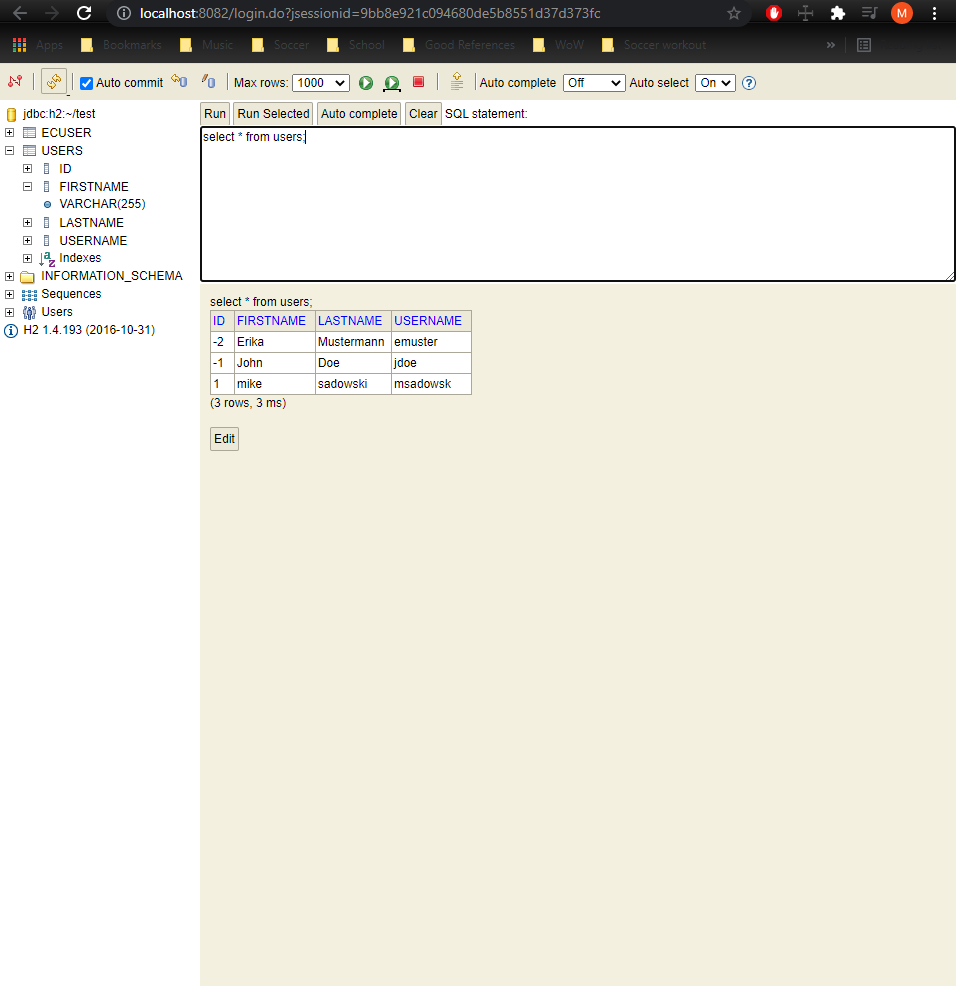 localhost:8082/login.do?jsessionid=9bb8e921c094680de5b8551d37d373fc
M
Apps Bookmarks Music Soccer School Good References WoW Soccer workout »
Auto commit Max rows: 1000 Auto complete Off Auto select On ?
jdbc:h2:~/test
ECUSER
USERS
ID
FIRSTNAME
VARCHAR(255)
LASTNAME
USERNAME
Indexes
INFORMATION_SCHEMA
Sequences
Users
H2 1.4.193 (2016-10-31)
Run Run Selected Auto complete Clear SQL statement:
select * from users;
select * from users;
ID FIRSTNAME LASTNAME USERNAME
-2 Erika Mustermann emuster
-1 John Doe jdoe
1 mike sadowski msadowsk
(3 rows, 3 ms)
Edit